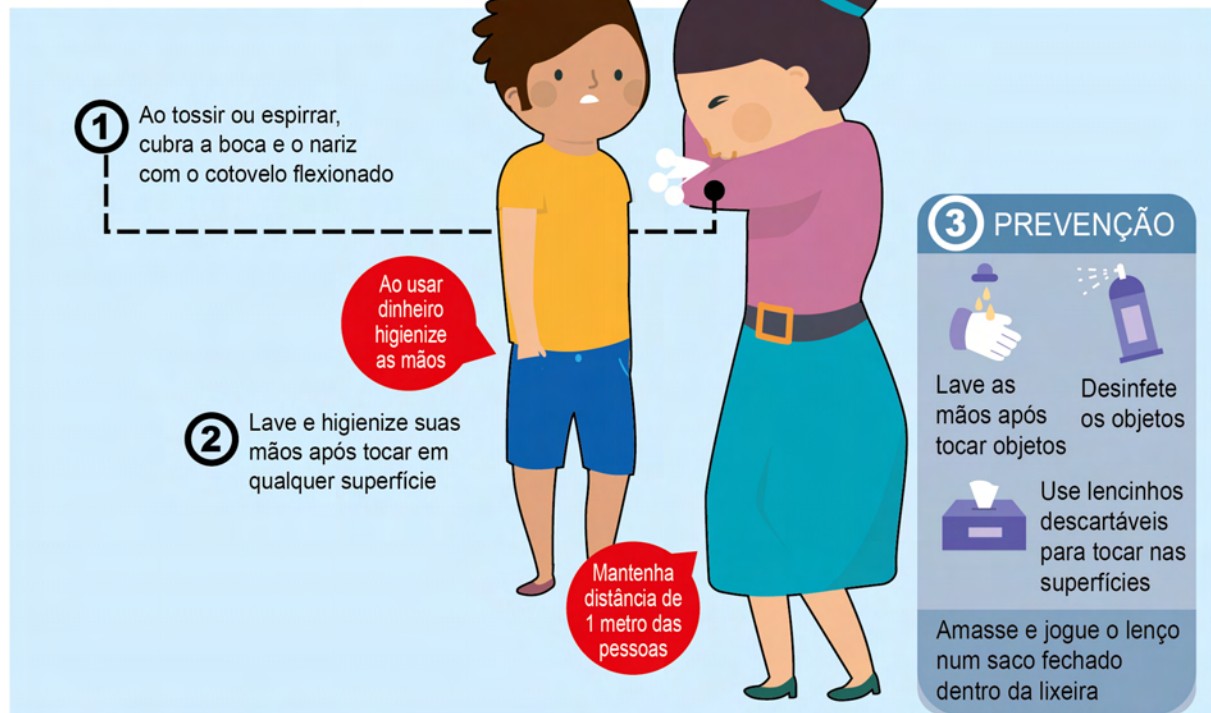 1
Ao tossir ou espirrar,
cubra a boca e o nariz
com o cotovelo flexionado
Ao usar
dinheiro
higienize
as mãos
2
Lave e higienize suas
mãos após tocar em
qualquer superfície
Mantenha
distância de
1 metro das
pessoas
3 PREVENÇÃO
Lave as
mãos após
tocar objetos
Desinfete
os objetos
Use lencinhos
descartáveis
para tocar nas
superfícies
Amasse e jogue o lenço
num saco fechado
dentro da lixeira